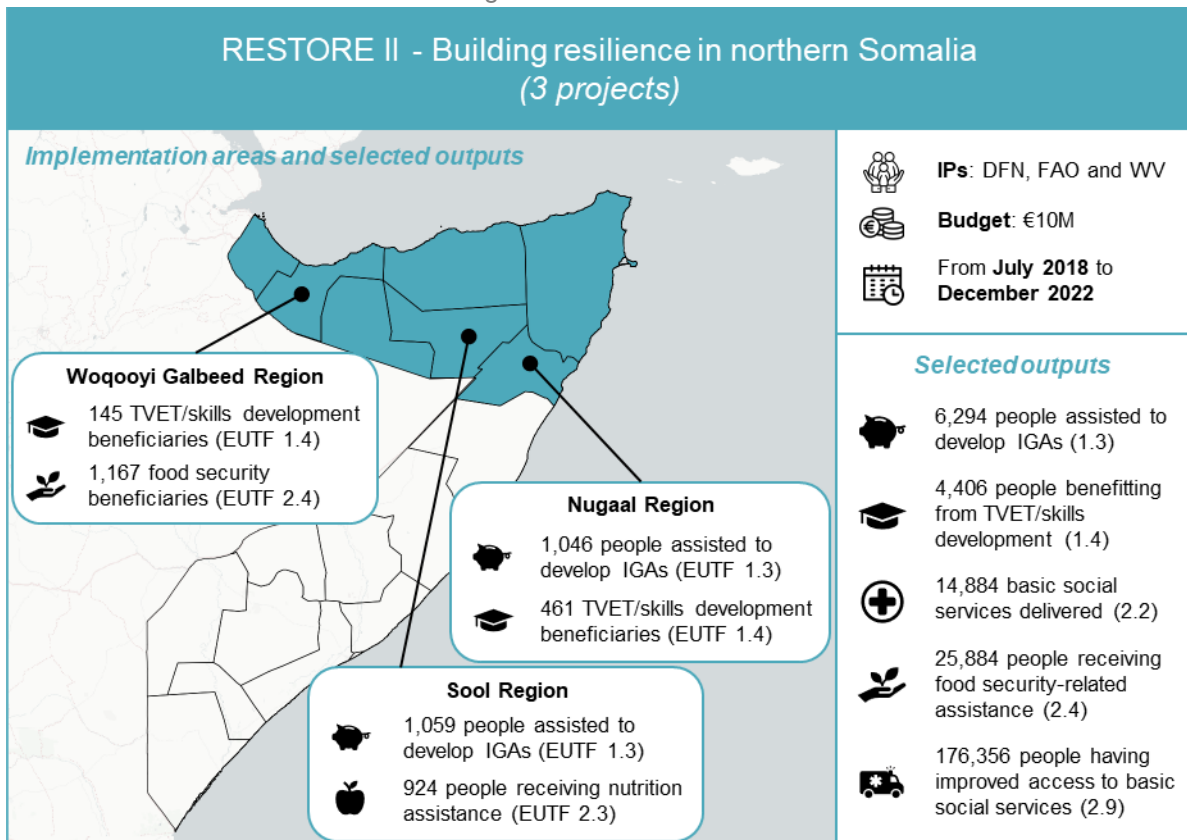 RESTORE II - Building resilience in northern Somalia
(3 projects)
Implementation areas and selected outputs
Woqooyi Galbeed Region
145 TVET/skills development
beneficiaries (EUTF 1.4)
1,167 food security
beneficiaries (EUTF 2.4)
Nugaal Region
1,046 people assisted to
develop IGAs (EUTF 1.3)
461 TVET/skills development
beneficiaries (EUTF 1.4)
Sool Region
1,059 people assisted to
develop IGAs (EUTF 1.3)
924 people receiving nutrition
assistance (EUTF 2.3)
IPs: DFN, FAO and WV
Budget: €10M
From July 2018 to
December 2022
Selected outputs
6,294 people assisted to
develop IGAs (1.3)
4,406 people benefitting
from TVET/skills
development (1.4)
14,884 basic social
services delivered (2.2)
25,884 people receiving
food security-related
assistance (2.4)
176,356 people having
improved access to basic
social services (2.9)